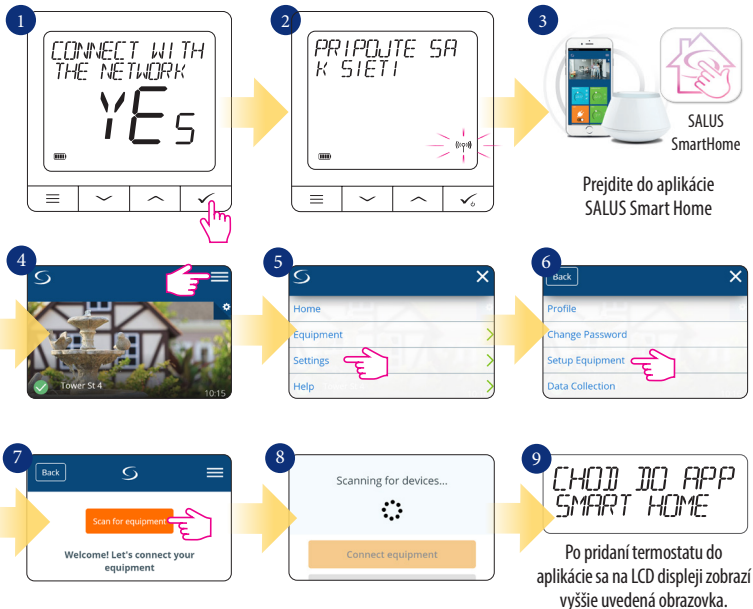 1
CONNECT WITH
THE NETWORK
YES
2
PRIPOJTE SA
K SIETI
3
SALUS
SmartHome
Prejdite do aplikácie
SALUS Smart Home
4
Tower St 4
10:15
5
Home
Equipment
Settings
Help
6
Back
Profile
Change Password
Setup Equipment
Data Collection
7
Back
Scan for equipment
Welcome! Let's connect your
equipment
8
Scanning for devices...
Connect equipment
9
CHOD DO APP
SMART HOME
Po pridaní termostatu do
aplikácie sa na LCD displeji zobrazí
vyššie uvedená obrazovka.